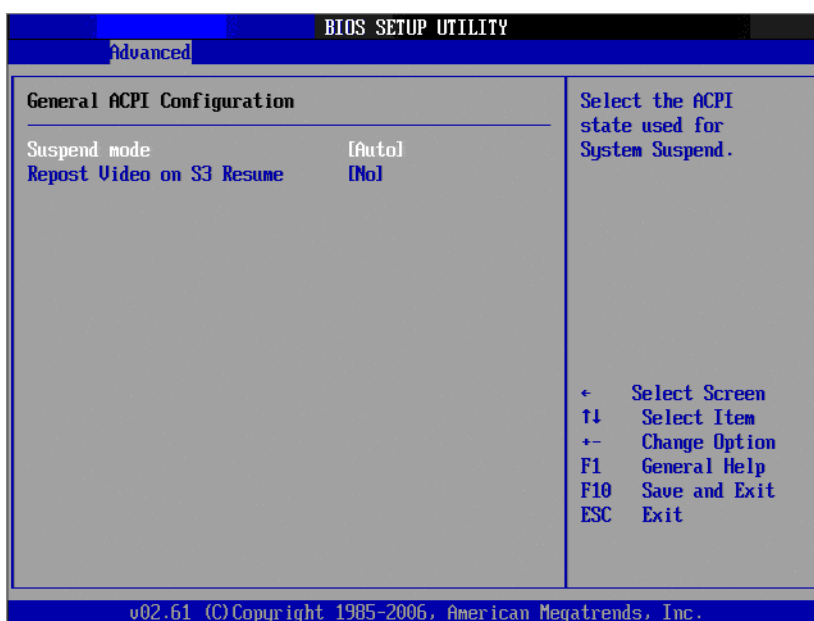 BIOS SETUP UTILITY
Advanced
General ACPI Configuration
Suspend mode [Auto]
Repost Video on S3 Resume [No]
Select the ACPI
state used for
System Suspend.
← Select Screen
↑↓ Select Item
+- Change Option
F1 General Help
F10 Save and Exit
ESC Exit
v02.61 (C)Copyright 1985-2006, American Megatrends, Inc.